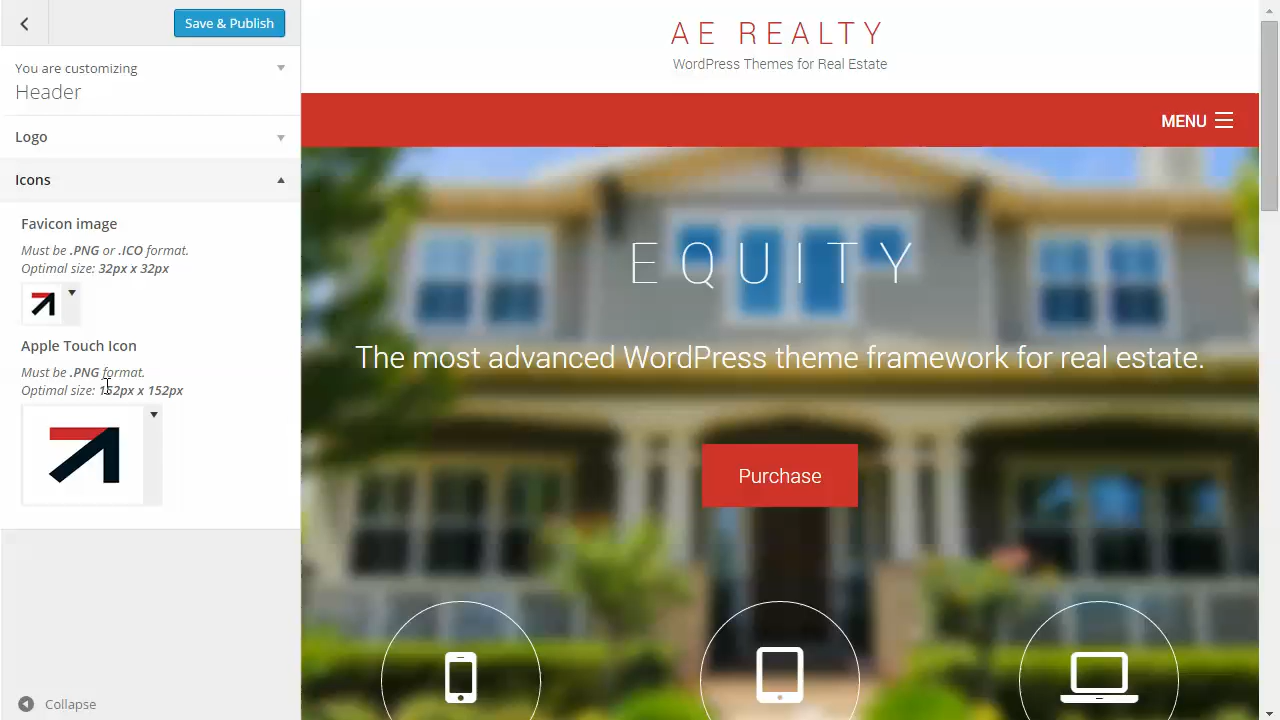 Save & Publish
You are customizing
Header
Logo
Icons
Favicon image
Must be .PNG or .ICO format.
Optimal size: 32px x 32px
Apple Touch Icon
Must be .PNG format.
Optimal size: 152px x 152px
Collapse
AE REALTY
WordPress Themes for Real Estate
MENU
EQUITY
The most advanced WordPress theme framework for real estate.
Purchase